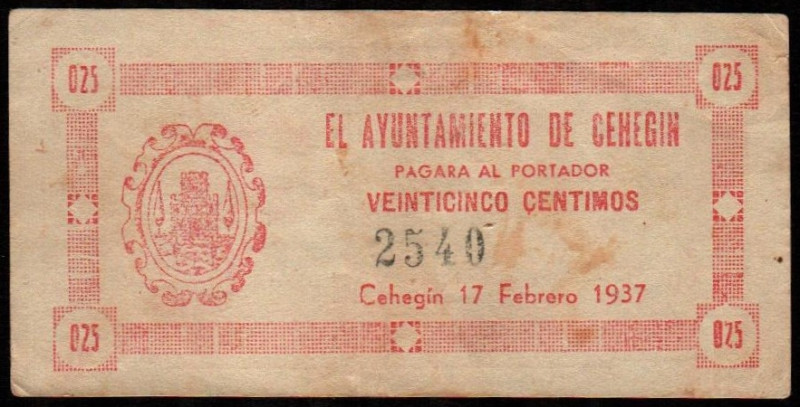 025 025
EL AYUNTAMIENTO DE CEHEGIN
PAGARA AL PORTADOR
VEINTICINCO CENTIMOS
2540
Cehegín 17 Febrero 1937
025 025